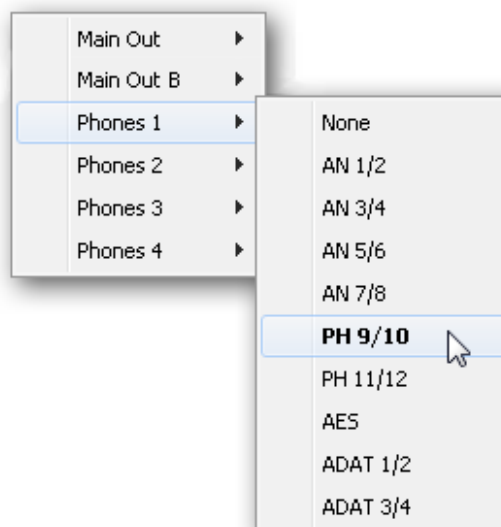 Main Out
Main Out B
Phones 1
Phones 2
Phones 3
Phones 4
None
AN 1/2
AN 3/4
AN 5/6
AN 7/8
PH 9/10
PH 11/12
AES
ADAT 1/2
ADAT 3/4